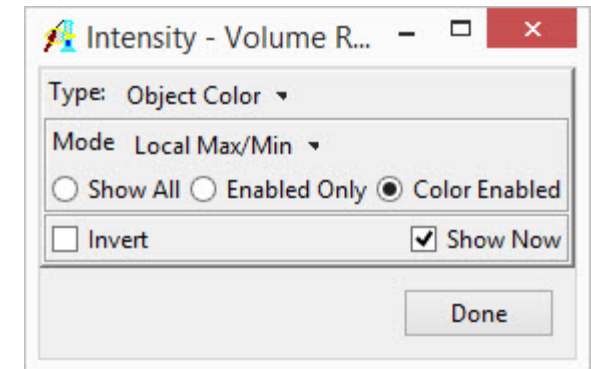 Intensity - Volume R...
Type: Object Color
Mode Local Max/Min
Show All Enabled Only Color Enabled
Invert Show Now
Done